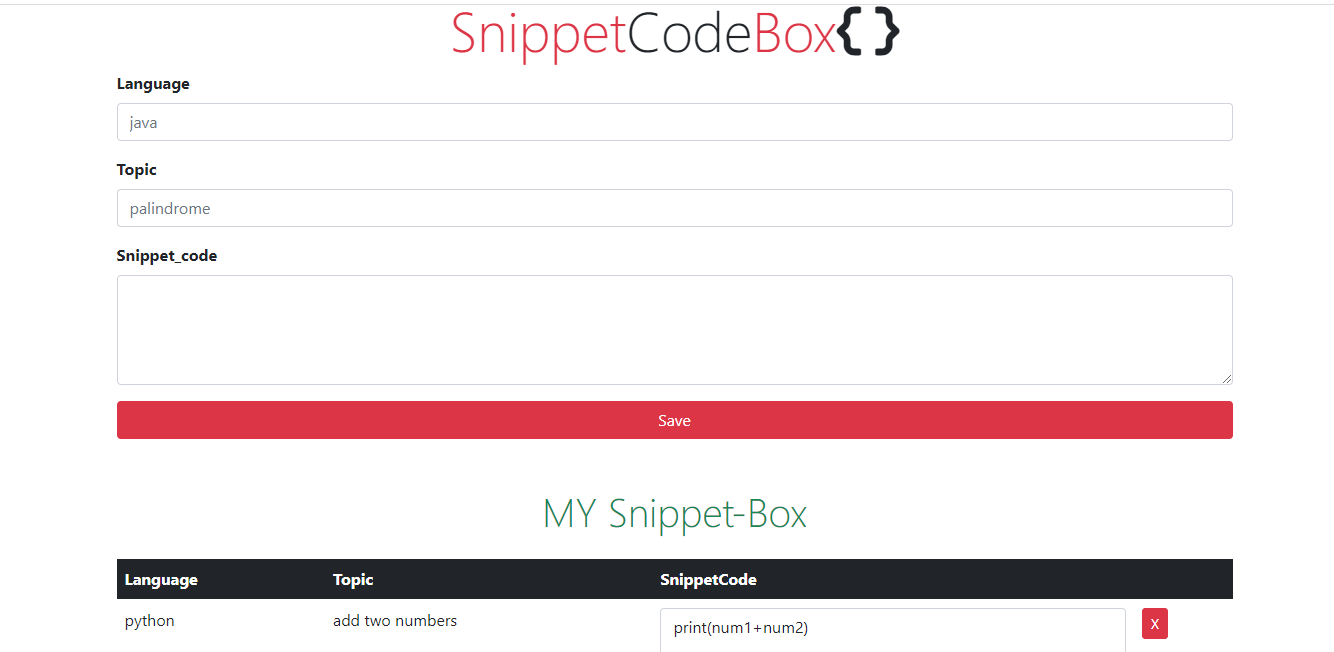 SnippetCodeBox{}
Language
java
Topic
palindrome
Snippet_code
Save
MY Snippet-Box
Language Topic SnippetCode
python add two numbers print(num1+num2) X